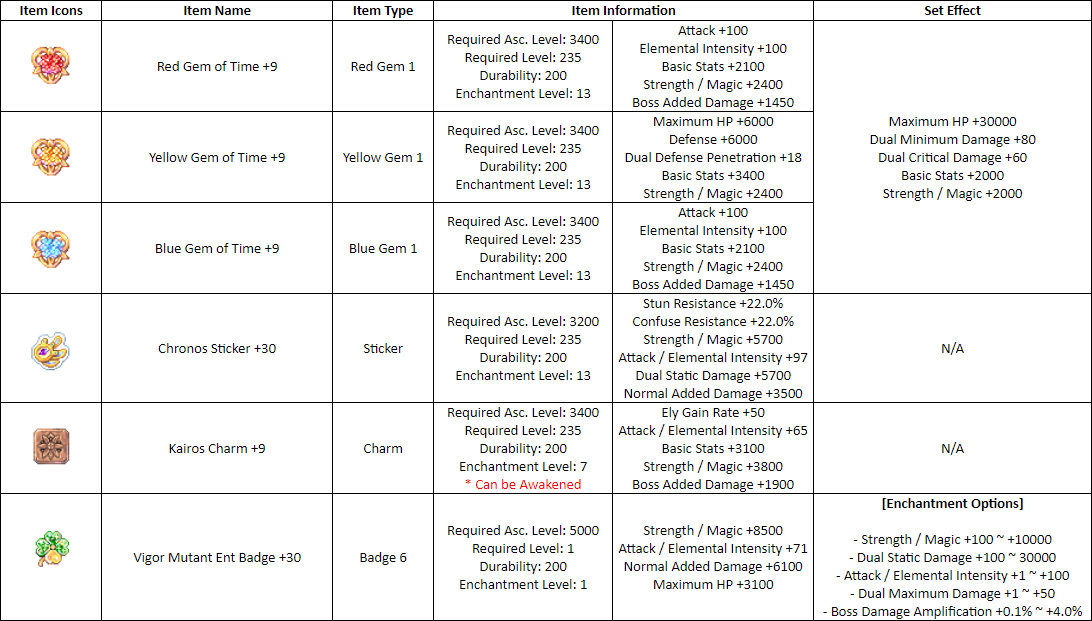 Item Icons
Item Name
Item Type
Item Information
Set Effect
Red Gem of Time +9
Red Gem 1
Required Asc. Level: 3400
Required Level: 235
Durability: 200
Enchantment Level: 13
Attack +100
Elemental Intensity +100
Basic Stats +2100
Strength / Magic +2400
Boss Added Damage +1450
Maximum HP +30000
Dual Minimum Damage +80
Dual Critical Damage +60
Basic Stats +2000
Strength / Magic +2000
Yellow Gem of Time +9
Yellow Gem 1
Required Asc. Level: 3400
Required Level: 235
Durability: 200
Enchantment Level: 13
Maximum HP +6000
Defense +6000
Dual Defense Penetration +18
Basic Stats +3400
Strength / Magic +2400
Blue Gem of Time +9
Blue Gem 1
Required Asc. Level: 3400
Required Level: 235
Durability: 200
Enchantment Level: 13
Attack +100
Elemental Intensity +100
Basic Stats +2100
Strength / Magic +2400
Boss Added Damage +1450
Chronos Sticker +30
Sticker
Required Asc. Level: 3200
Required Level: 235
Durability: 200
Enchantment Level: 13
Stun Resistance +22.0%
Confuse Resistance +22.0%
Strength / Magic +5700
Attack / Elemental Intensity +97
Dual Static Damage +5700
Normal Added Damage +3500
N/A
Kairos Charm +9
Charm
Required Asc. Level: 3400
Required Level: 235
Durability: 200
Enchantment Level: 7
* Can be Awakened
Ely Gain Rate +50
Attack / Elemental Intensity +65
Basic Stats +3100
Strength / Magic +3800
Boss Added Damage +1900
N/A
Vigor Mutant Ent Badge +30
Badge 6
Required Asc. Level: 5000
Required Level: 1
Durability: 200
Enchantment Level: 1
Strength / Magic +8500
Attack / Elemental Intensity +71
Normal Added Damage +6100
Maximum HP +3100
[Enchantment Options]
- Strength / Magic +100 ~ +10000
- Dual Static Damage +100 ~ 30000
- Attack / Elemental Intensity +1 ~ +100
- Dual Maximum Damage +1 ~ +50
- Boss Damage Amplification +0.1% ~ +4.0%